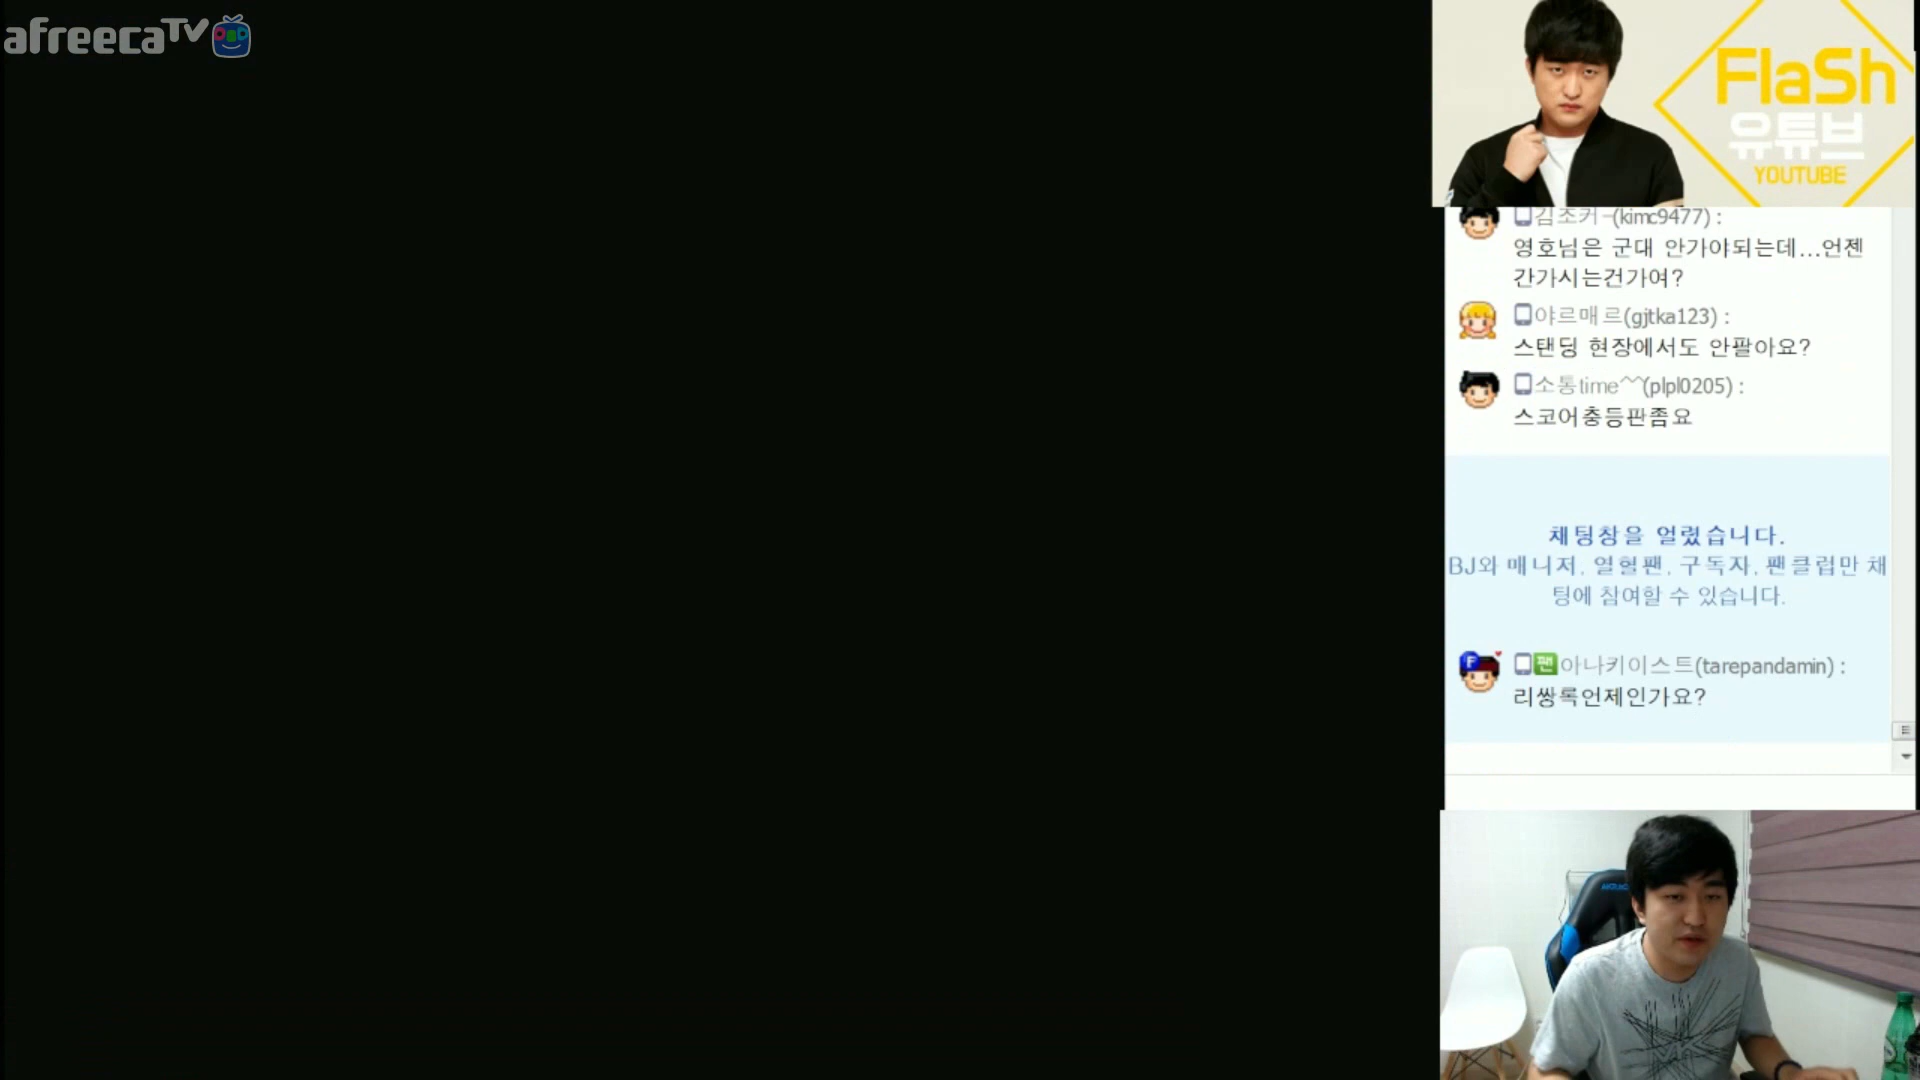 afreecaTV
FlaSh
유튜브
YOUTUBE
김조커-(kimc9477) :
영호님은 군대 안가야되는데...언젠
간가시는건가여?
야르매르(gjtka123) :
스탠딩 현장에서도 안팔아요?
소통time^^(plpl0205) :
스코어충등판좀요
채팅창을 얼렸습니다.
BJ와 매니저, 열혈팬, 구독자, 팬클럽만 채
팅에 참여할 수 있습니다.
F
팬 아나키이스트(tarepandamin) :
리쌍록언제인가요?